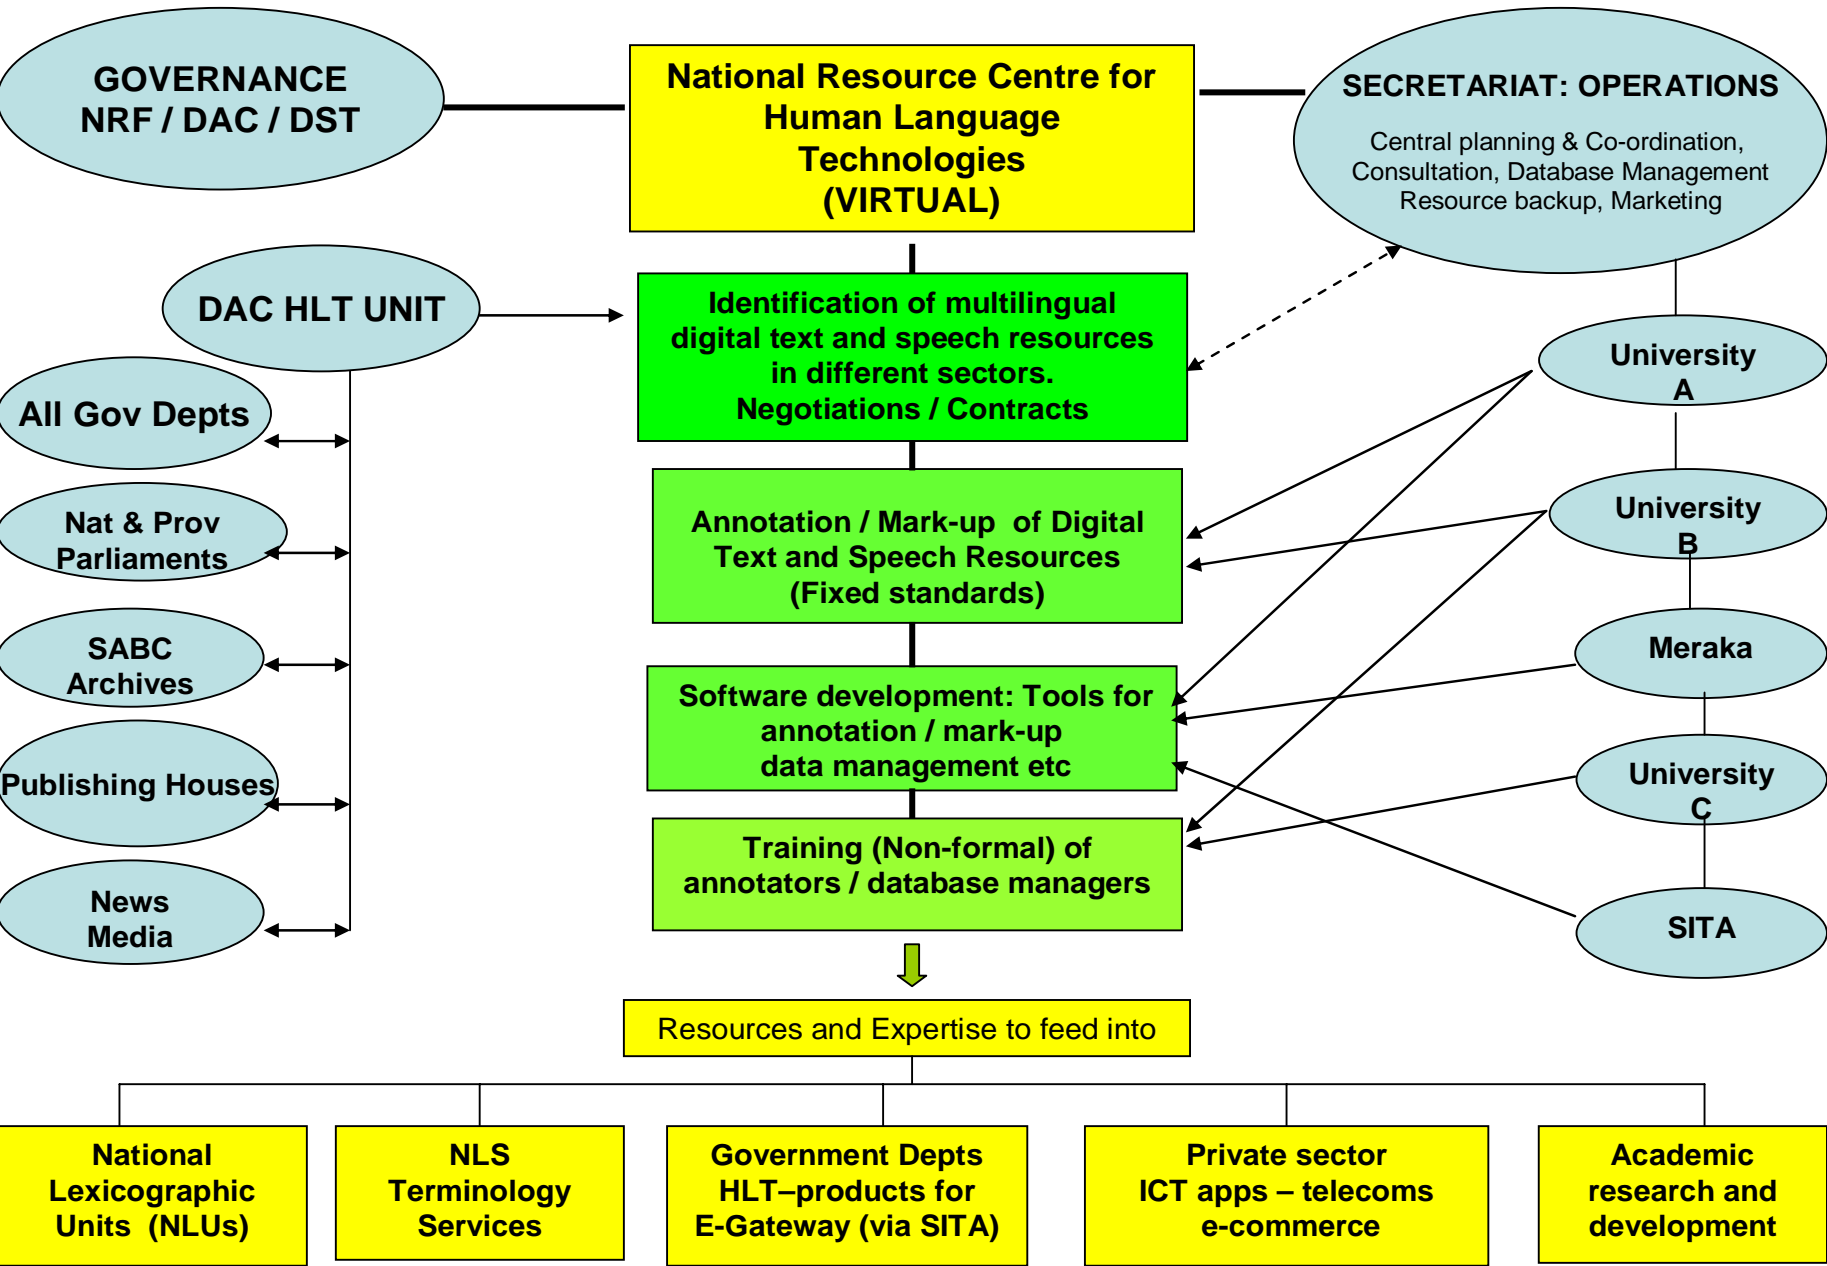 GOVERNANCE
NRF / DAC / DST
National Resource Centre for
Human Language
Technologies
(VIRTUAL)
SECRETARIAT: OPERATIONS
Central planning & Co-ordination,
Consultation, Database Management
Resource backup, Marketing
DAC HLT UNIT
Identification of multilingual
digital text and speech resources
in different sectors.
Negotiations / Contracts
All Gov Depts
Nat & Prov
Parliaments
SABC
Archives
Publishing Houses
News
Media
Annotation / Mark-up of Digital
Text and Speech Resources
(Fixed standards)
Software development: Tools for
annotation / mark-up
data management etc
Training (Non-formal) of
annotators / database managers
University
A
University
B
Meraka
University
C
SITA
Resources and Expertise to feed into
National
Lexicographic
Units (NLUs)
NLS
Terminology
Services
Government Depts
HLT–products for
E-Gateway (via SITA)
Private sector
ICT apps – telecoms
e-commerce
Academic
research and
development